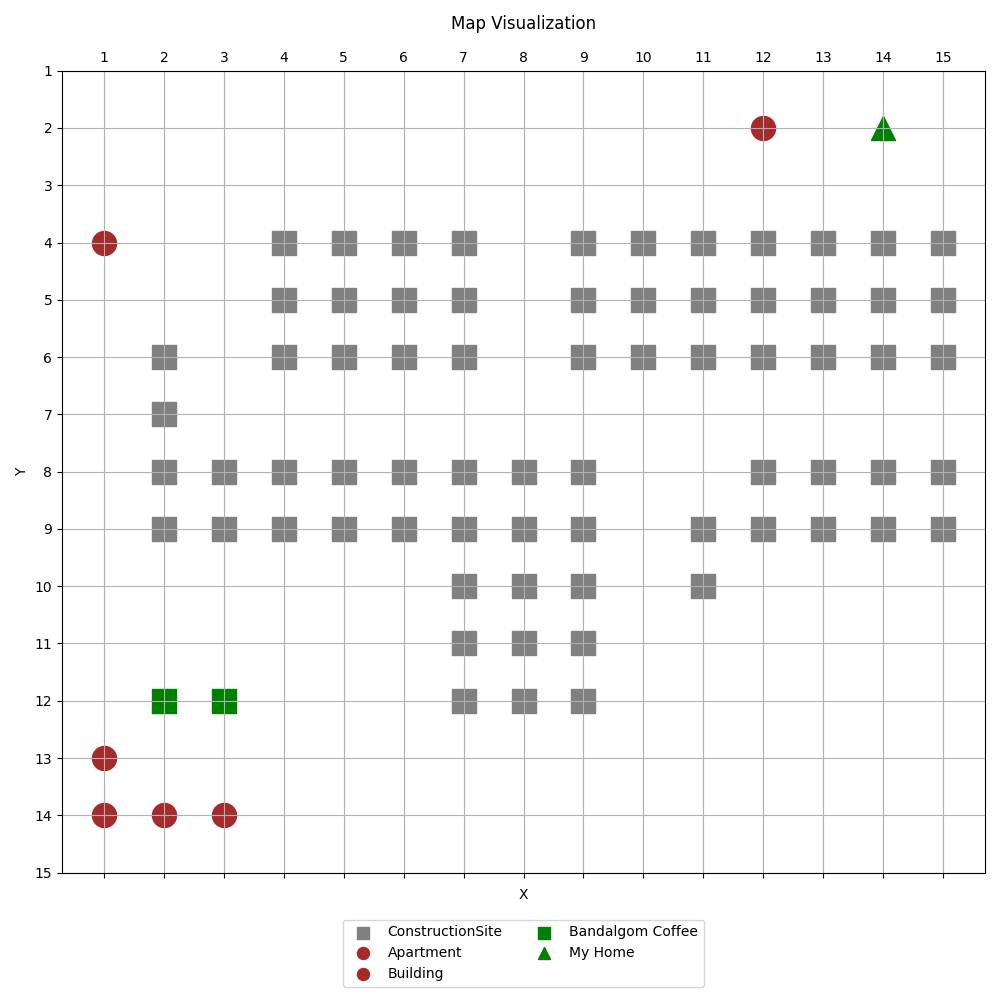 Map Visualization
1 2 3 4 5 6 7 8 9 10 11 12 13 14 15
1
2
3
4
5
6
7
8
9
10
11
12
13
14
15
Y
X
ConstructionSite
Apartment
Building
Bandalgom Coffee
My Home